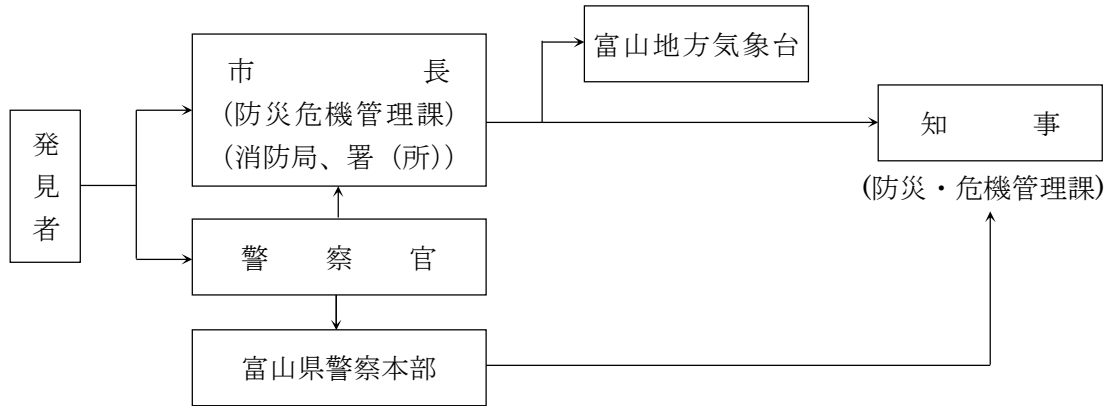 発見者
市長
(防災危機管理課)
(消防局、署（所）)
警察官
富山県警察本部
富山地方気象台
知事
(防災・危機管理課)